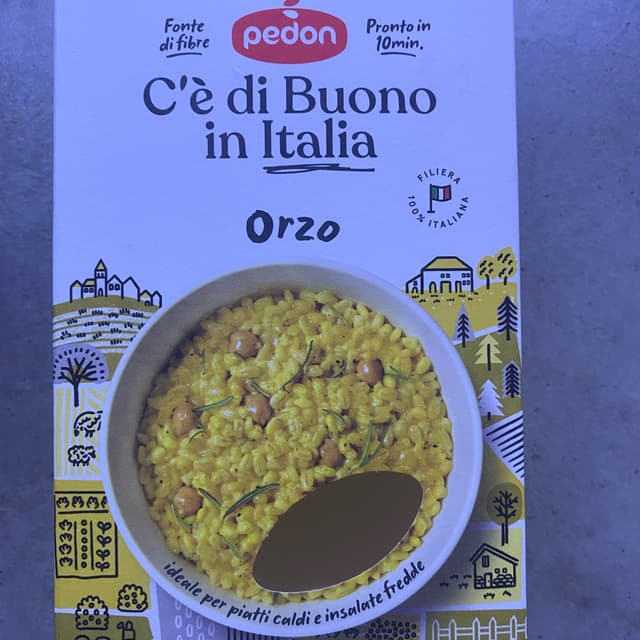 Fonte
di fibre
pedon
Pronto in
10min.
C'è di Buono
in Italia
FILIERA
100% ITALIANA
Orzo
ideale per piatti caldi e insalate fredde